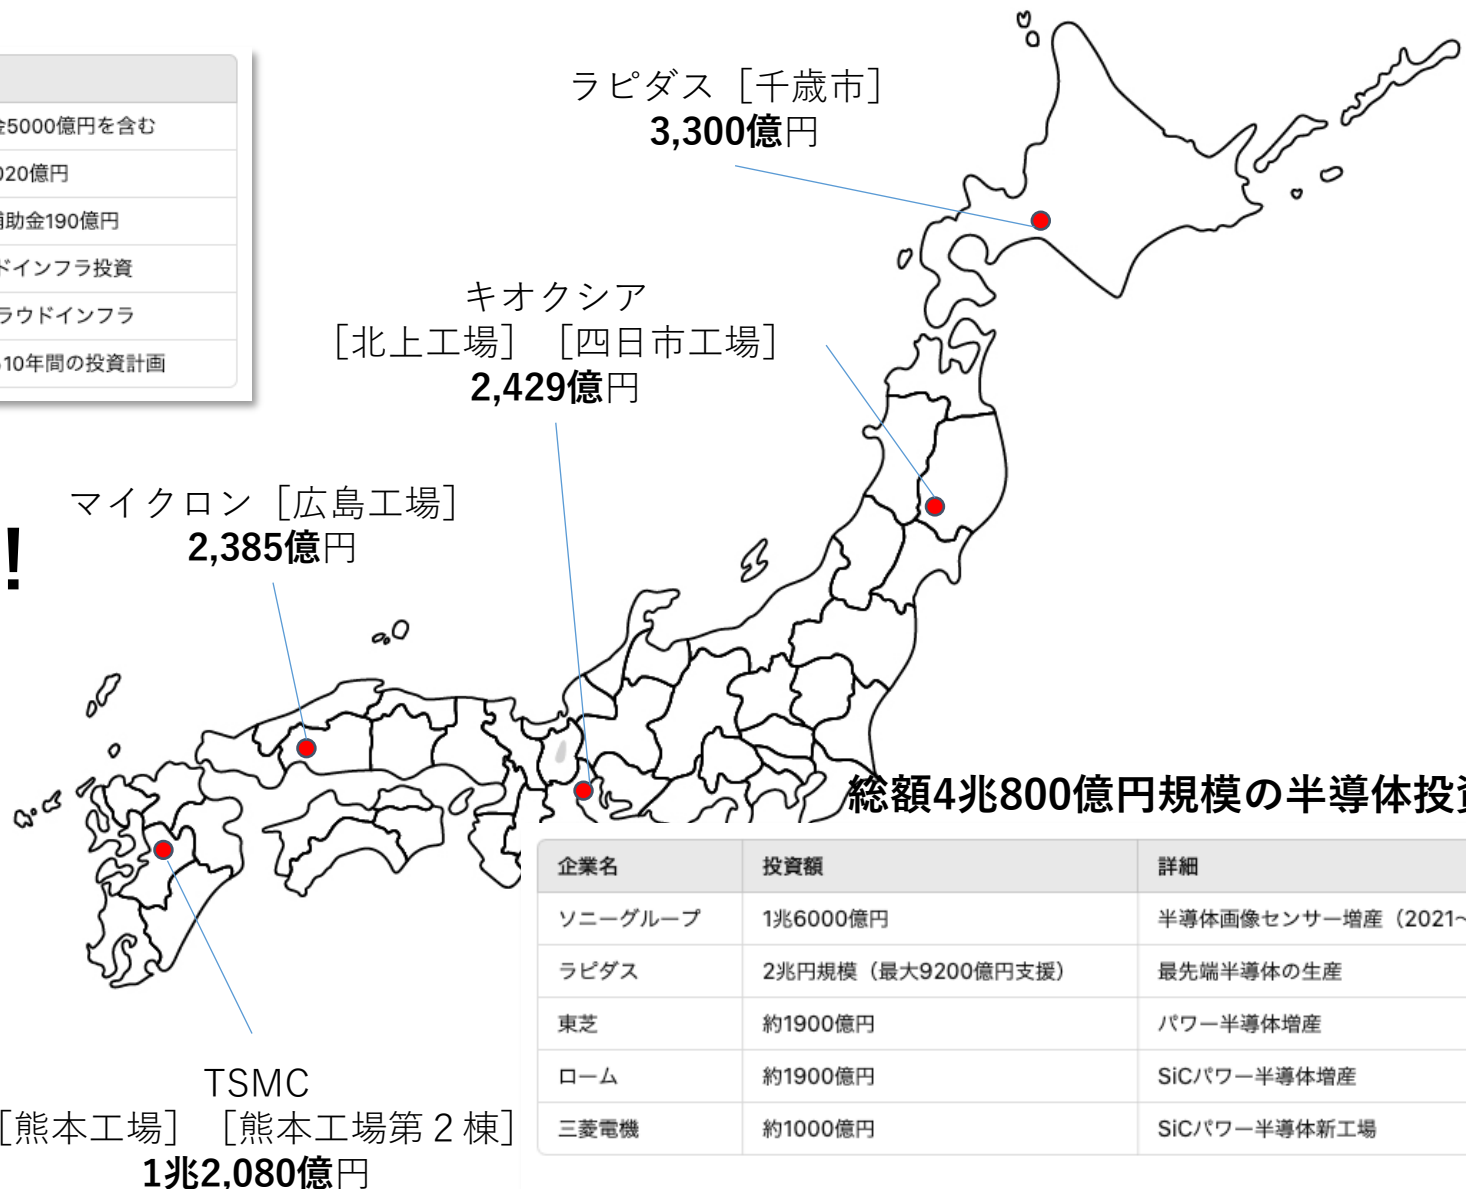 金5000億円を含む
020億円
補助金190億円
ドインフラ投資
ラウドインフラ
10年間の投資計画
ラピダス［千歳市］
3,300億円
キオクシア
［北上工場］［四日市工場］
2,429億円
マイクロン［広島工場］
2,385億円
！
総額4兆800億円規模の半導体投資
企業名 投資額 詳細
ソニーグループ 1兆6000億円 半導体画像センサー増産（2021～
ラピダス 2兆円規模（最大9200億円支援） 最先端半導体の生産
東芝 約1900億円 パワー半導体増産
ローム 約1900億円 SiCパワー半導体増産
三菱電機 約1000億円 SiCパワー半導体新工場
TSMC
［熊本工場］［熊本工場第２棟］
1兆2,080億円